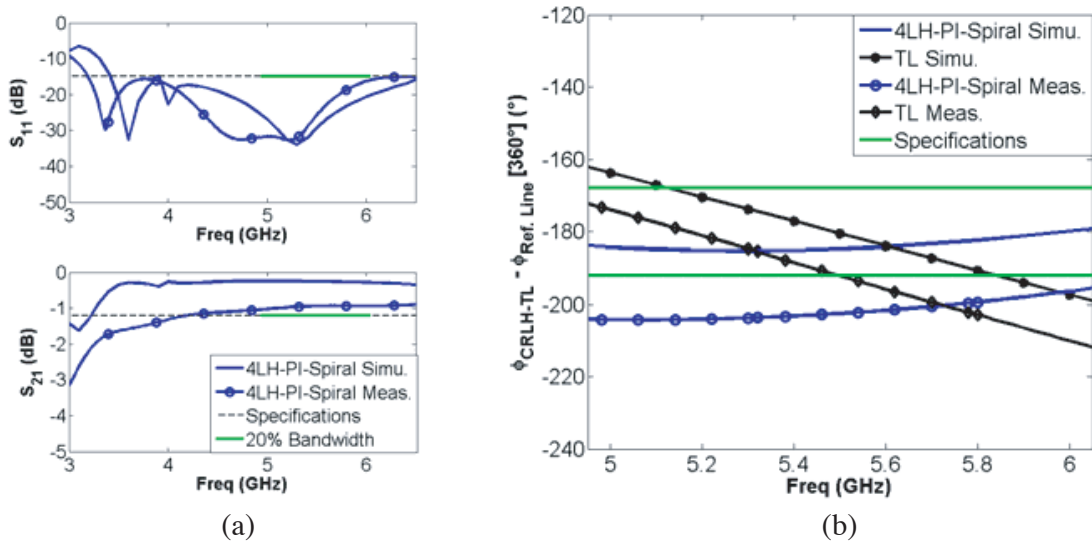 0
-10
-20
-30
-40
-50
S11 (dB)
3 4 5 6
Freq (GHz)
0
-1
-2
-3
-4
-5
S21 (dB)
4LH-PI-Spiral Simu.
4LH-PI-Spiral Meas.
Specifications
20% Bandwidth
3 4 5 6
Freq (GHz)
(a)
-120
-140
-160
-180
-200
-220
-240
ϕCRLH-TL - ϕRef. Line [360°] (°)
4LH-PI-Spiral Simu.
TL Simu.
4LH-PI-Spiral Meas.
TL Meas.
Specifications
5 5.2 5.4 5.6 5.8 6
Freq (GHz)
(b)